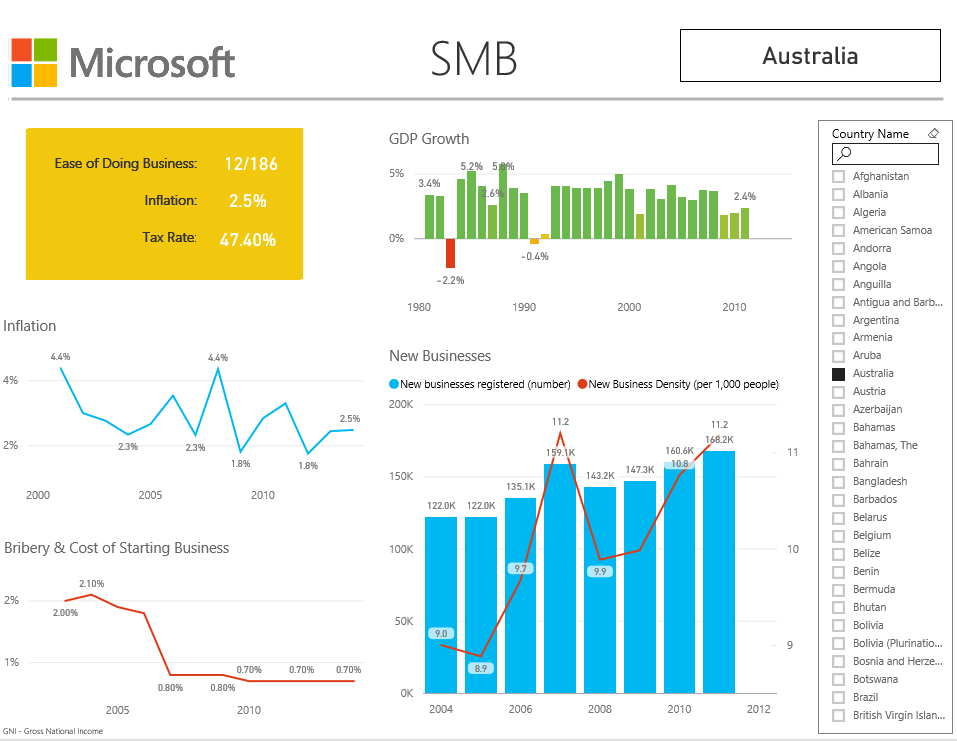 Microsoft
SMB
Australia
Ease of Doing Business: 12/186
Inflation: 2.5%
Tax Rate: 47.40%
GDP Growth
5%
0%
3.4%
-2.2%
5.2%
2.6%
5.8%
-0.4%
2.4%
1980 1990 2000 2010
Inflation
4%
2%
4.4%
2.3%
2.3%
4.4%
1.8%
1.8%
2.5%
2000 2005 2010
New Businesses
New businesses registered (number) New Business Density (per 1,000 people)
200K
150K
100K
50K
0K
122.0K
122.0K
135.1K
159.1K
143.2K
147.3K
160.6K
168.2K
9.0
8.9
9.7
11.2
9.9
10.8
11.2
11
10
9
2004 2006 2008 2010 2012
Bribery & Cost of Starting Business
2%
1%
2.00%
2.10%
0.80%
0.80%
0.70%
0.70%
0.70%
2005 2010
GNI - Gross National Income
Country Name
Afghanistan
Albania
Algeria
American Samoa
Andorra
Angola
Anguilla
Antigua and Barb...
Argentina
Armenia
Aruba
Australia
Austria
Azerbaijan
Bahamas
Bahamas, The
Bahrain
Bangladesh
Barbados
Belarus
Belgium
Belize
Benin
Bermuda
Bhutan
Bolivia
Bolivia (Plurinatio...
Bosnia and Herze...
Botswana
Brazil
British Virgin Islan...